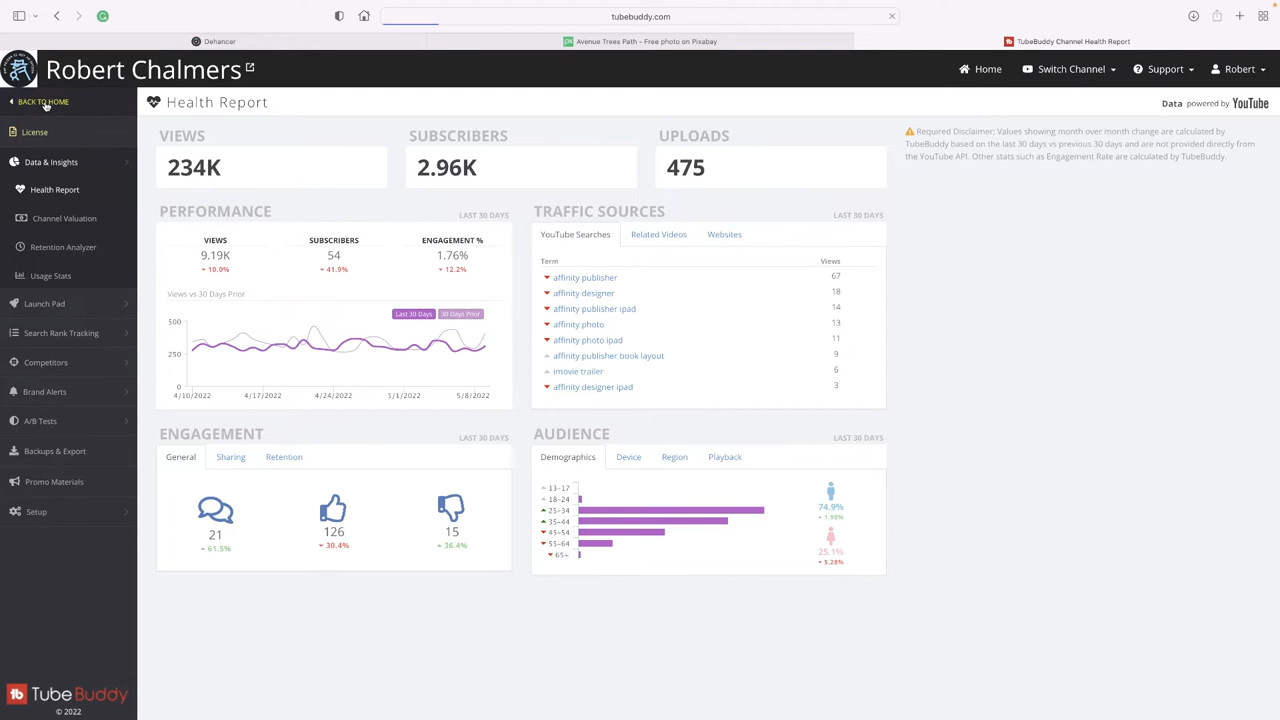 tubebuddy.com
Dehancer
Avenue Trees Path - Free photo on Pixabay
TubeBuddy Channel Health Report
Robert Chalmers
Home
Switch Channel
Support
Robert
BACK TO HOME
License
Data & Insights
Health Report
Channel Valuation
Retention Analyzer
Usage Stats
Launch Pad
Search Rank Tracking
Competitors
Brand Alerts
A/B Tests
Backups & Export
Promo Materials
Setup
TubeBuddy
© 2022
Health Report
Data powered by YouTube
VIEWS
234K
SUBSCRIBERS
2.96K
UPLOADS
475
Required Disclaimer: Values showing month over month change are calculated by
TubeBuddy based on the last 30 days vs previous 30 days and are not provided directly from
the YouTube API. Other stats such as Engagement Rate are calculated by TubeBuddy.
PERFORMANCE
LAST 30 DAYS
VIEWS
9.19K
10.0%
SUBSCRIBERS
54
41.9%
ENGAGEMENT %
1.76%
12.2%
Views vs 30 Days Prior
Last 30 Days
30 Days Prior
500
250
0
4/10/2022
4/17/2022
4/24/2022
5/1/2022
5/8/2022
TRAFFIC SOURCES
LAST 30 DAYS
YouTube Searches
Related Videos
Websites
Term
Views
affinity publisher 67
affinity designer 18
affinity publisher ipad 14
affinity photo 13
affinity photo ipad 11
affinity publisher book layout 9
imovie trailer 6
affinity designer ipad 3
ENGAGEMENT
LAST 30 DAYS
General
Sharing
Retention
21
61.5%
126
30.4%
15
36.4%
AUDIENCE
LAST 30 DAYS
Demographics
Device
Region
Playback
13-17
18-24
25-34
35-44
45-54
55-64
65+
74.9%
1.90%
25.1%
5.28%